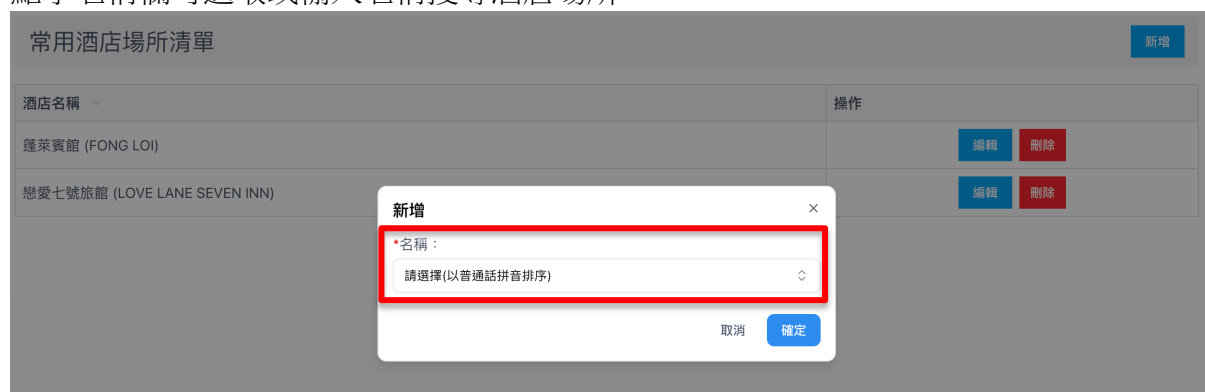 常用酒店場所清單
新增
酒店名稱
操作
蓬萊賓館 (FONG LOI)
編輯
刪除
戀愛七號旅館 (LOVE LANE SEVEN INN)
編輯
刪除
新增
*名稱：
請選擇(以普通話拼音排序)
取消
確定